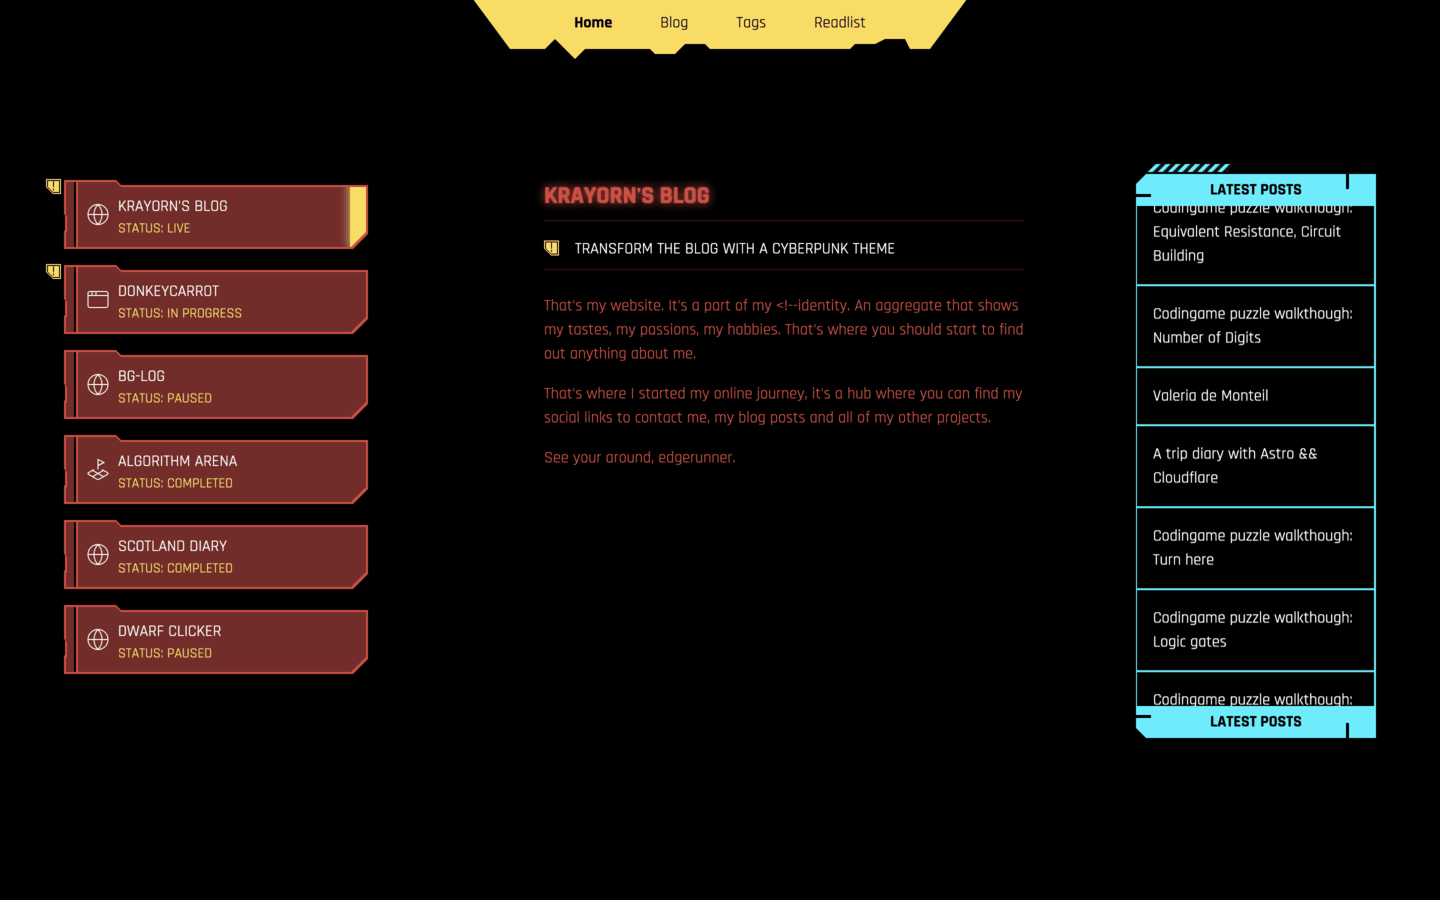 Home Blog Tags Readlist
KRAYORN'S BLOG
STATUS: LIVE
DONKEYCARROT
STATUS: IN PROGRESS
BG-LOG
STATUS: PAUSED
ALGORITHM ARENA
STATUS: COMPLETED
SCOTLAND DIARY
STATUS: COMPLETED
DWARF CLICKER
STATUS: PAUSED
KRAYORN'S BLOG
TRANSFORM THE BLOG WITH A CYBERPUNK THEME
That's my website. It's a part of my <!--identity. An aggregate that shows
my tastes, my passions, my hobbies. That's where you should start to find
out anything about me.
That's where I started my online journey, it's a hub where you can find my
social links to contact me, my blog posts and all of my other projects.
See your around, edgerunner.
LATEST POSTS
Codingame puzzle walkthough:
Equivalent Resistance, Circuit
Building
Codingame puzzle walkthough:
Number of Digits
Valeria de Monteil
A trip diary with Astro &&
Cloudflare
Codingame puzzle walkthough:
Turn here
Codingame puzzle walkthough:
Logic gates
Codingame puzzle walkthough:
LATEST POSTS